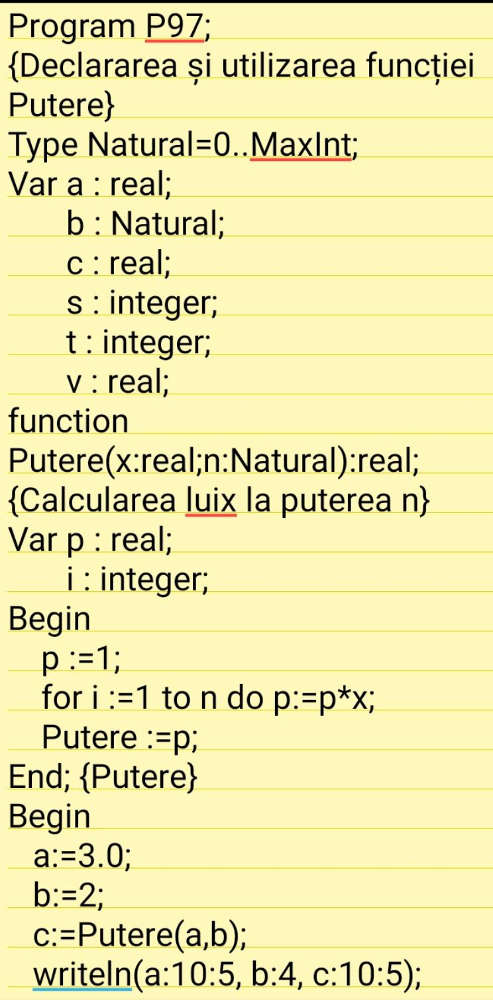 Program P97;
{Declararea și utilizarea funcției
Putere}
Type Natural=0..MaxInt;
Var a : real;
b : Natural;
c : real;
s : integer;
t : integer;
v : real;
function
Putere(x:real;n:Natural):real;
{Calcularea luix la puterea n}
Var p : real;
i : integer;
Begin
p :=1;
for i :=1 to n do p:=p*x;
Putere :=p;
End; {Putere}
Begin
a:=3.0;
b:=2;
c:=Putere(a,b);
writeln(a:10:5, b:4, c:10:5);